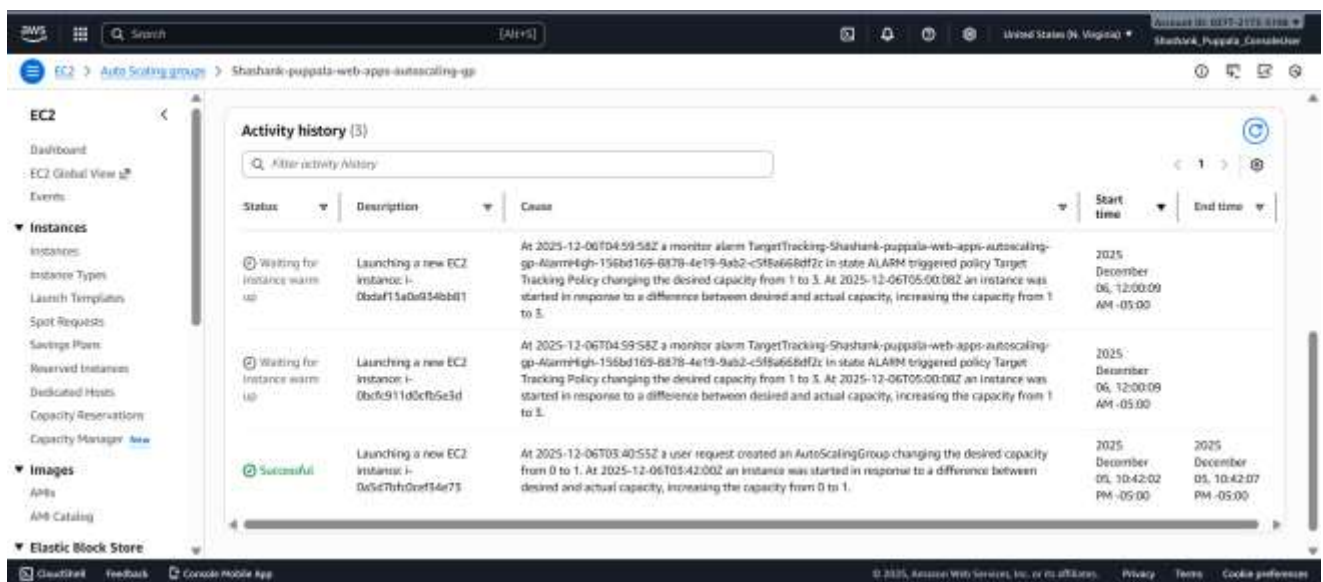 aws
Search
[Alt+S]
United States (N. Virginia)
Shashank_Puppala_ConsoleUser
EC2 > Auto Scaling groups > Shashank-puppala-web-apps-autoscaling-gp
EC2
Dashboard
EC2 Global View
Events
Instances
Instances
Instance Types
Launch Templates
Spot Requests
Savings Plans
Reserved Instances
Dedicated Hosts
Capacity Reservations
Capacity Manager New
Images
AMIs
AMI Catalog
Elastic Block Store
Activity history (3)
Filter activity history
1
Status
Description
Cause
Start
time
End time
Waiting for
instance warm
up
Launching a new EC2
instance: i-
At 2025-12-06T04:59:58Z a monitor alarm TargetTracking-Shashank-puppala-web-apps-autoscaling-
gp-AlarmHigh-156bd169-6878-4e19-9ab2-c5f8a668df2c in state ALARM triggered policy Target
Tracking Policy changing the desired capacity from 1 to 3. At 2025-12-06T05:00:08Z an instance was
started in response to a difference between desired and actual capacity, increasing the capacity from 1
to 3.
2025
December
06, 12:00:09
AM -05:00
Waiting for
instance warm
up
Launching a new EC2
instance: i-
0bcfc911d0cfb5e3d
At 2025-12-06T04:59:58Z a monitor alarm TargetTracking-Shashank-puppala-web-apps-autoscaling-
gp-AlarmHigh-156bd169-6878-4e19-9ab2-c5f8a668df2c in state ALARM triggered policy Target
Tracking Policy changing the desired capacity from 1 to 3. At 2025-12-06T05:00:08Z an instance was
started in response to a difference between desired and actual capacity, increasing the capacity from 1
to 3.
2025
December
06, 12:00:09
AM -05:00
Successful
Launching a new EC2
instance: i-
At 2025-12-06T03:40:55Z a user request created an AutoScalingGroup changing the desired capacity
from 0 to 1. At 2025-12-06T03:42:00Z an instance was started in response to a difference between
desired and actual capacity, increasing the capacity from 0 to 1.
2025
December
05, 10:42:02
PM -05:00
2025
December
05, 10:42:07
PM -05:00
CloudShell Feedback Console Mobile App
© 2025, Amazon Web Services, Inc. or its affiliates. Privacy Terms Cookie preferences